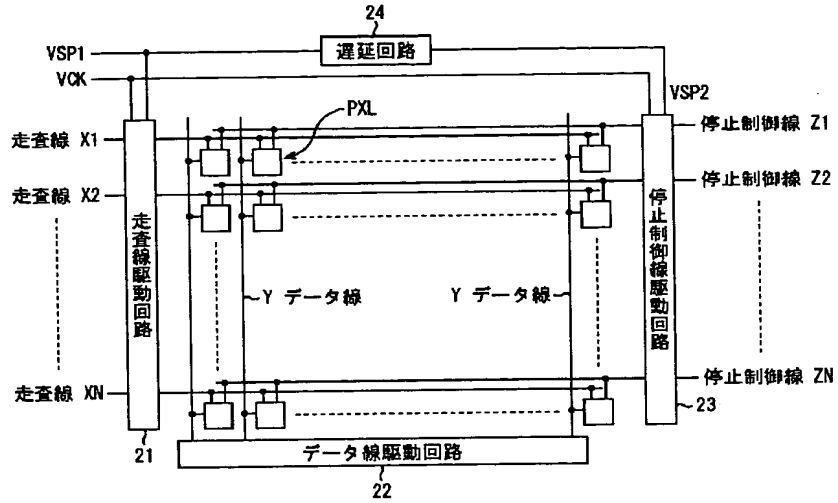 24
VSP1
遅延回路
VCK
VSP2
PXL
走査線 X1
停止制御線 Z1
走査線 X2
停止制御線 Z2
走査線駆動回路
停止制御線駆動回路
Y データ線
Y データ線
走査線 XN
停止制御線 ZN
23
21
データ線駆動回路
22